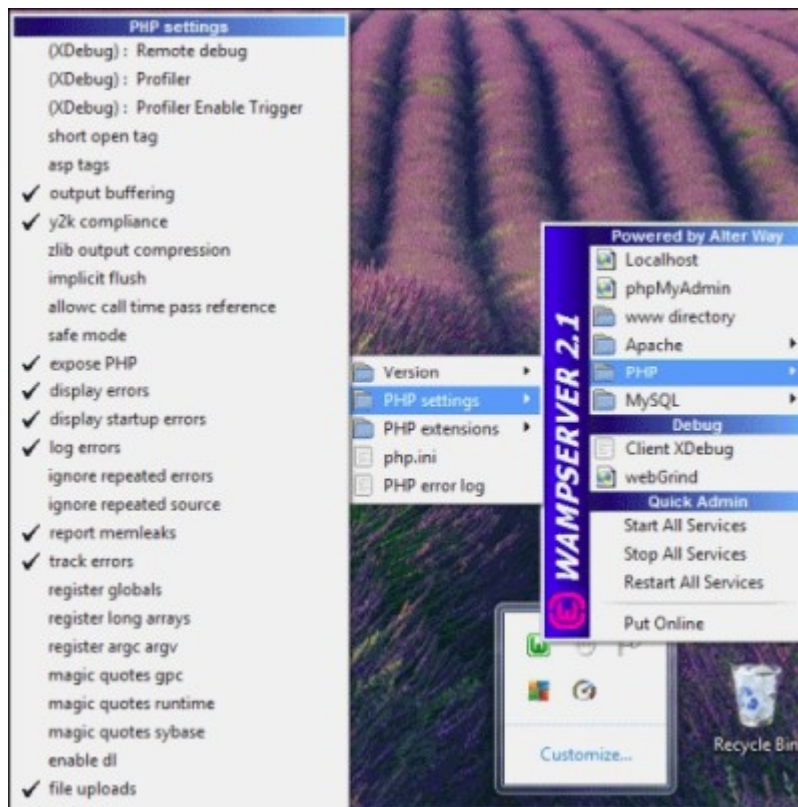 PHP settings
(XDebug) : Remote debug
(XDebug) : Profiler
(XDebug) : Profiler Enable Trigger
short open tag
asp tags
output buffering
y2k compliance
zlib output compression
implicit flush
allowc call time pass reference
safe mode
expose PHP
display errors
display startup errors
log errors
ignore repeated errors
ignore repeated source
report memleaks
track errors
register globals
register long arrays
register argc argv
magic quotes gpc
magic quotes runtime
magic quotes sybase
enable dl
file uploads
Version
PHP settings
PHP extensions
php.ini
PHP error log
WAMPSERVER 2.1
Powered by Alter Way
Localhost
phpMyAdmin
www directory
Apache
PHP
MySQL
Debug
Client XDebug
webGrind
Quick Admin
Start All Services
Stop All Services
Restart All Services
Put Online
Customize...
Recycle Bin